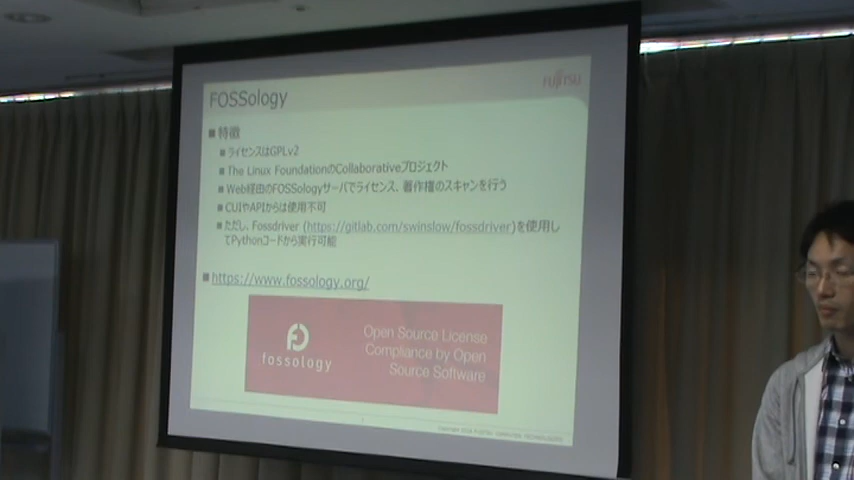 FUJITSU
FOSSology
■特徴
■ライセンスはGPLv2
■The Linux FoundationのCollaborativeプロジェクト
■Web経由のFOSSologyサーバでライセンス、著作権のスキャンを行う
■CUIやAPIからは使用不可
■ただし、Fossdriver (https://gitlab.com/swinslow/fossdriver)を使用し
てPythonコードから実行可能
■https://www.fossology.org/
fossology
Open Source License
Compliance by Open
Source Software